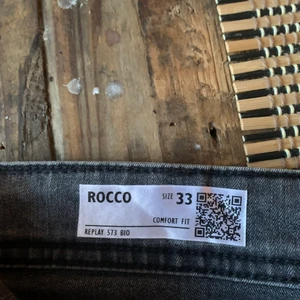 ROCCO SIZE 33
COMFORT FIT
REPLAY 573 BIO